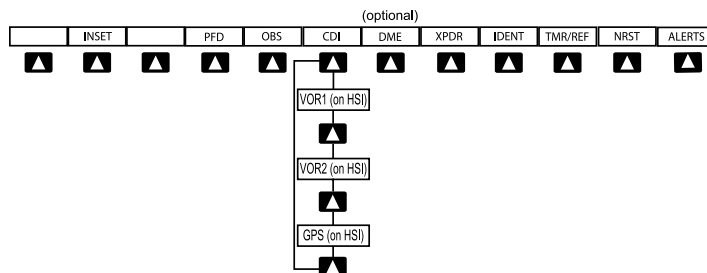 (optional)
INSET PFD OBS CDI DME XPDR IDENT TMR/REF NRST ALERTS
VOR1 (on HSI)
VOR2 (on HSI)
GPS (on HSI)